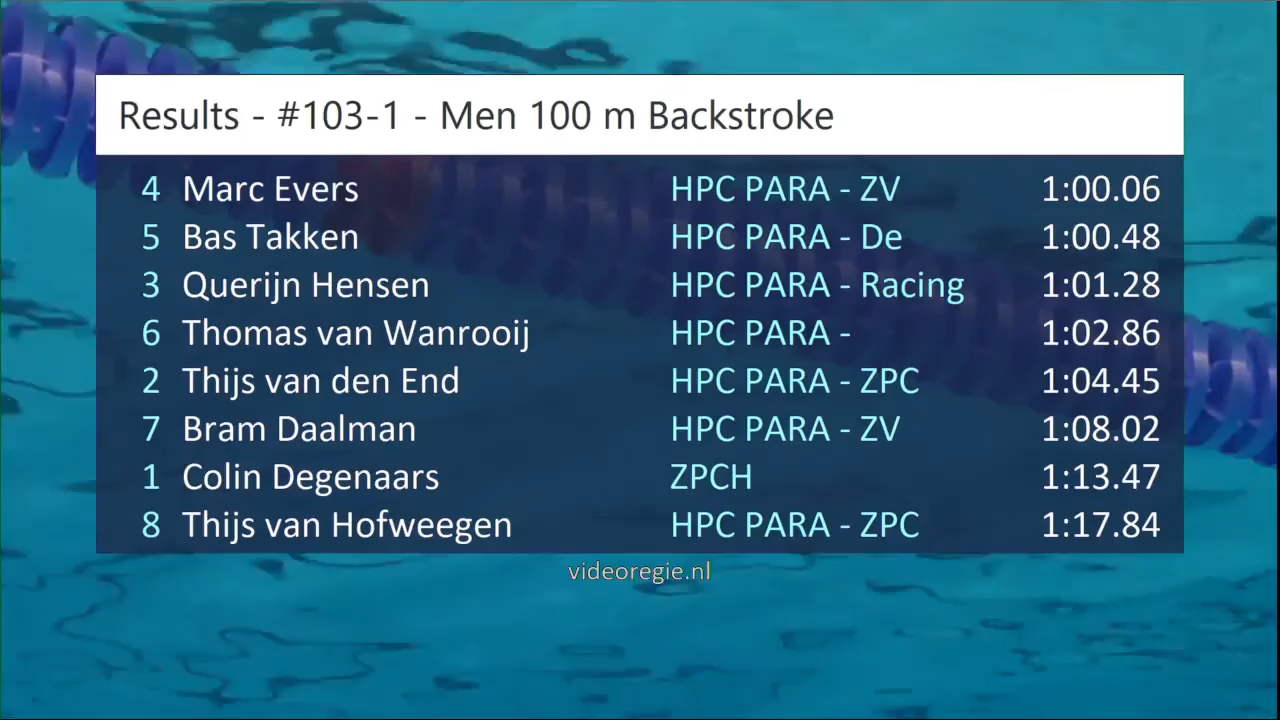 Results - #103-1 - Men 100 m Backstroke
4 Marc Evers HPC PARA - ZV 1:00.06
5 Bas Takken HPC PARA - De 1:00.48
3 Querijn Hensen HPC PARA - Racing 1:01.28
6 Thomas van Wanrooij HPC PARA - 1:02.86
2 Thijs van den End HPC PARA - ZPC 1:04.45
7 Bram Daalman HPC PARA - ZV 1:08.02
1 Colin Degenaars ZPCH 1:13.47
8 Thijs van Hofweegen HPC PARA - ZPC 1:17.84
videoregie.nl